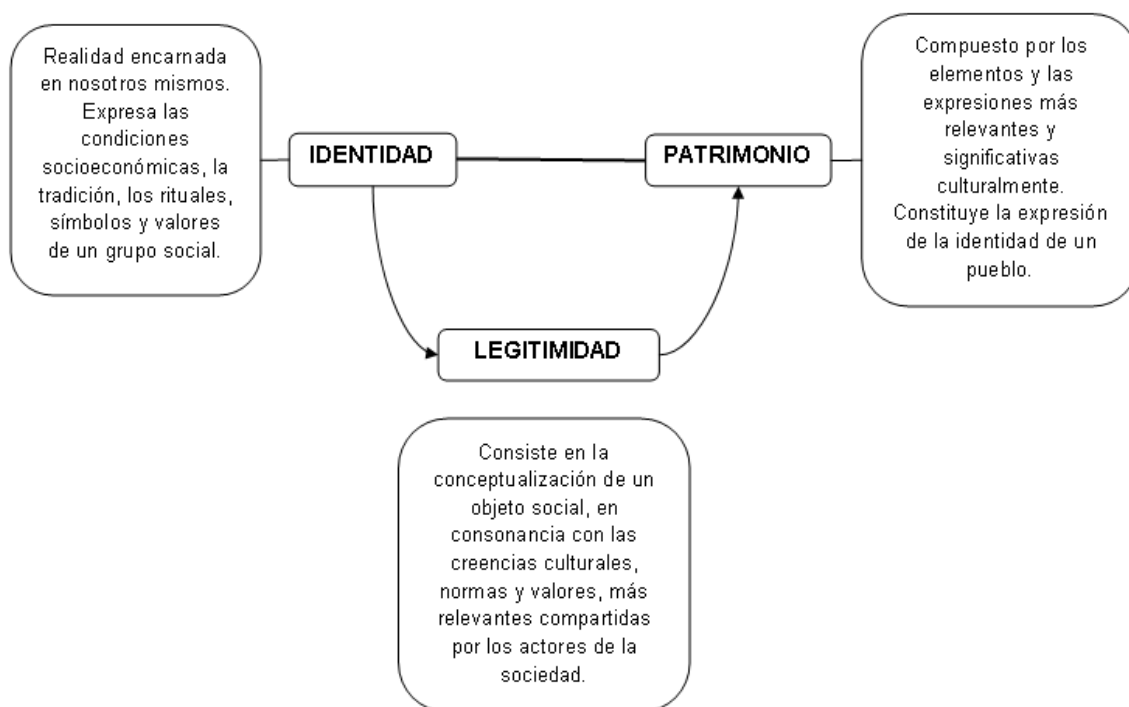 Realidad encarnada
en nosotros mismos.
Expresa las
condiciones
socioeconómicas, la
tradición, los rituales,
símbolos y valores
de un grupo social.
IDENTIDAD
PATRIMONIO
Compuesto por los
elementos y las
expresiones más
relevantes y
significativas
culturalmente.
Constituye la expresión
de la identidad de un
pueblo.
LEGITIMIDAD
Consiste en la
conceptualización de un
objeto social, en
consonancia con las
creencias culturales,
normas y valores, más
relevantes compartidas
por los actores de la
sociedad.